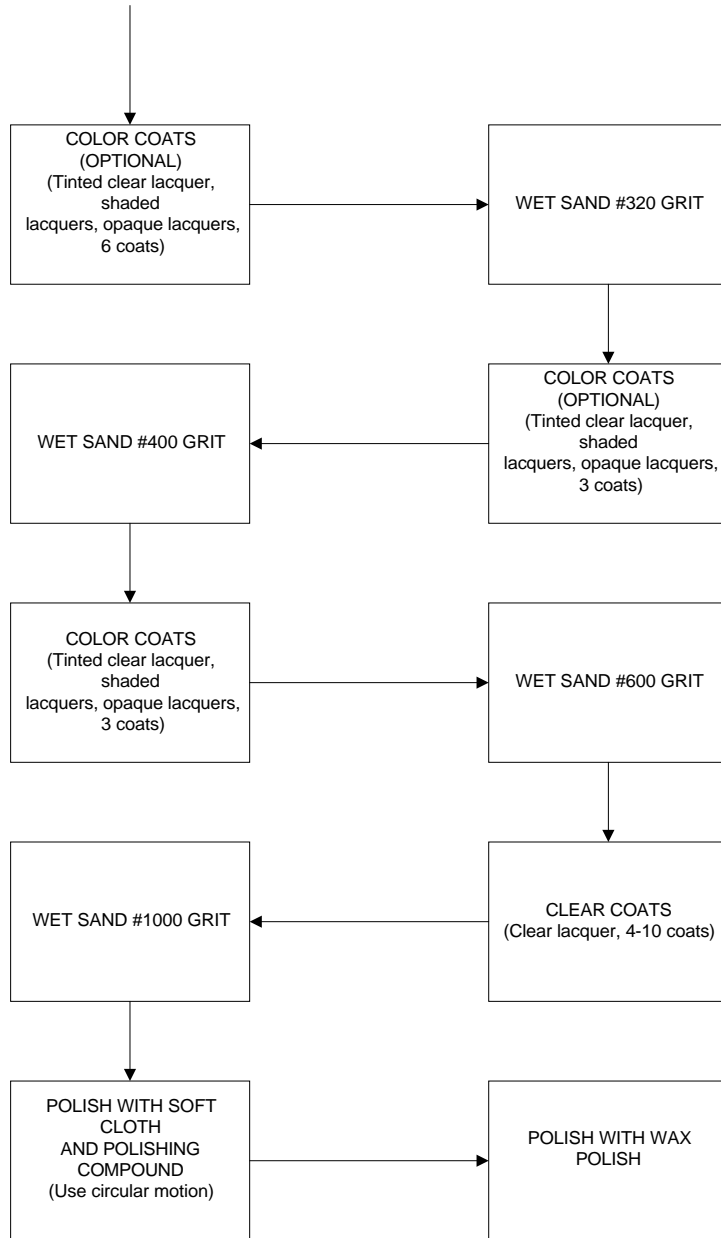 COLOR COATS
(OPTIONAL)
(Tinted clear lacquer,
shaded
lacquers, opaque lacquers,
6 coats)
WET SAND #320 GRIT
COLOR COATS
(OPTIONAL)
(Tinted clear lacquer,
shaded
lacquers, opaque lacquers,
3 coats)
WET SAND #400 GRIT
COLOR COATS
(Tinted clear lacquer,
shaded
lacquers, opaque lacquers,
3 coats)
WET SAND #600 GRIT
CLEAR COATS
(Clear lacquer, 4-10 coats)
WET SAND #1000 GRIT
POLISH WITH SOFT
CLOTH
AND POLISHING
COMPOUND
(Use circular motion)
POLISH WITH WAX
POLISH